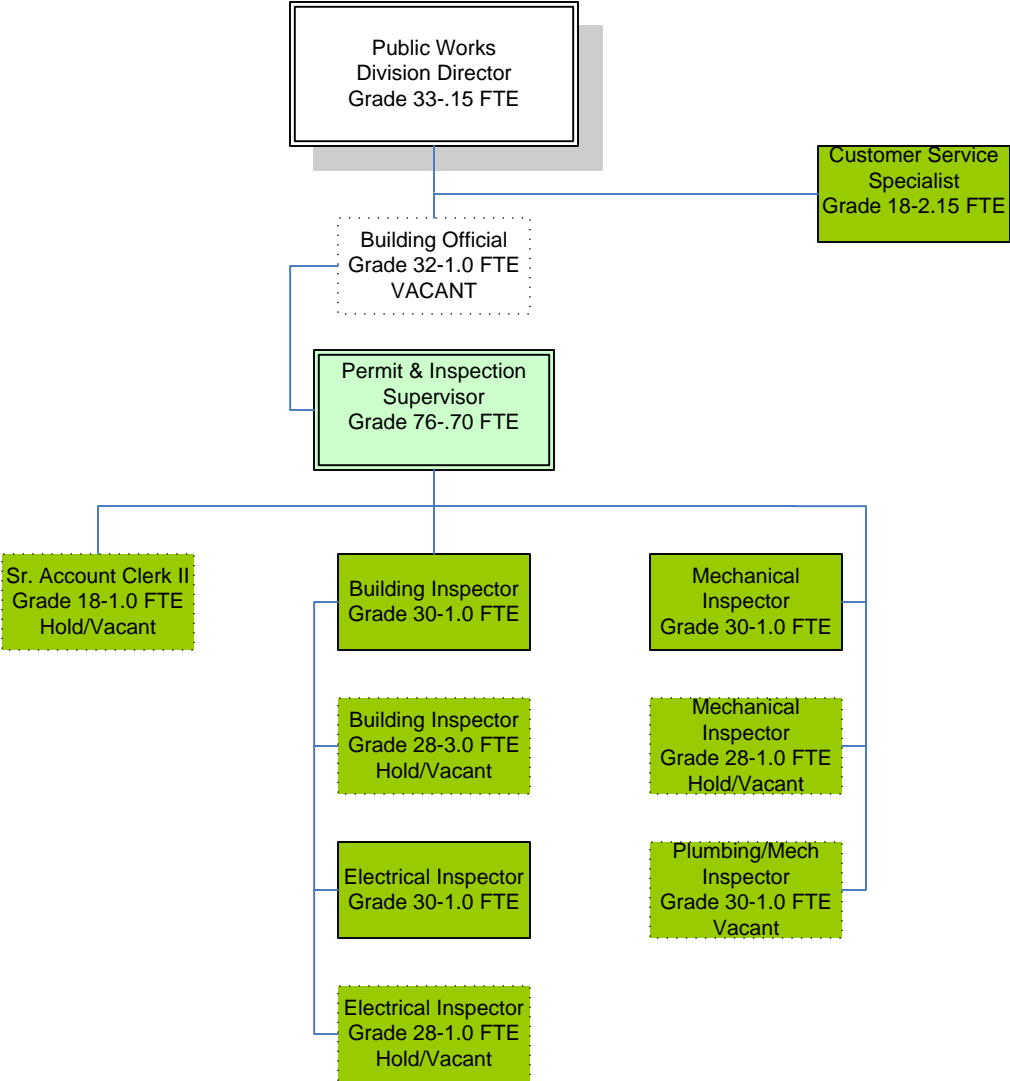 Public Works
Division Director
Grade 33-.15 FTE
Customer Service
Specialist
Grade 18-2.15 FTE
Building Official
Grade 32-1.0 FTE
VACANT
Permit & Inspection
Supervisor
Grade 76-.70 FTE
Sr. Account Clerk II
Grade 18-1.0 FTE
Hold/Vacant
Building Inspector
Grade 30-1.0 FTE
Mechanical
Inspector
Grade 30-1.0 FTE
Building Inspector
Grade 28-3.0 FTE
Hold/Vacant
Mechanical
Inspector
Grade 28-1.0 FTE
Hold/Vacant
Electrical Inspector
Grade 30-1.0 FTE
Plumbing/Mech
Inspector
Grade 30-1.0 FTE
Vacant
Electrical Inspector
Grade 28-1.0 FTE
Hold/Vacant